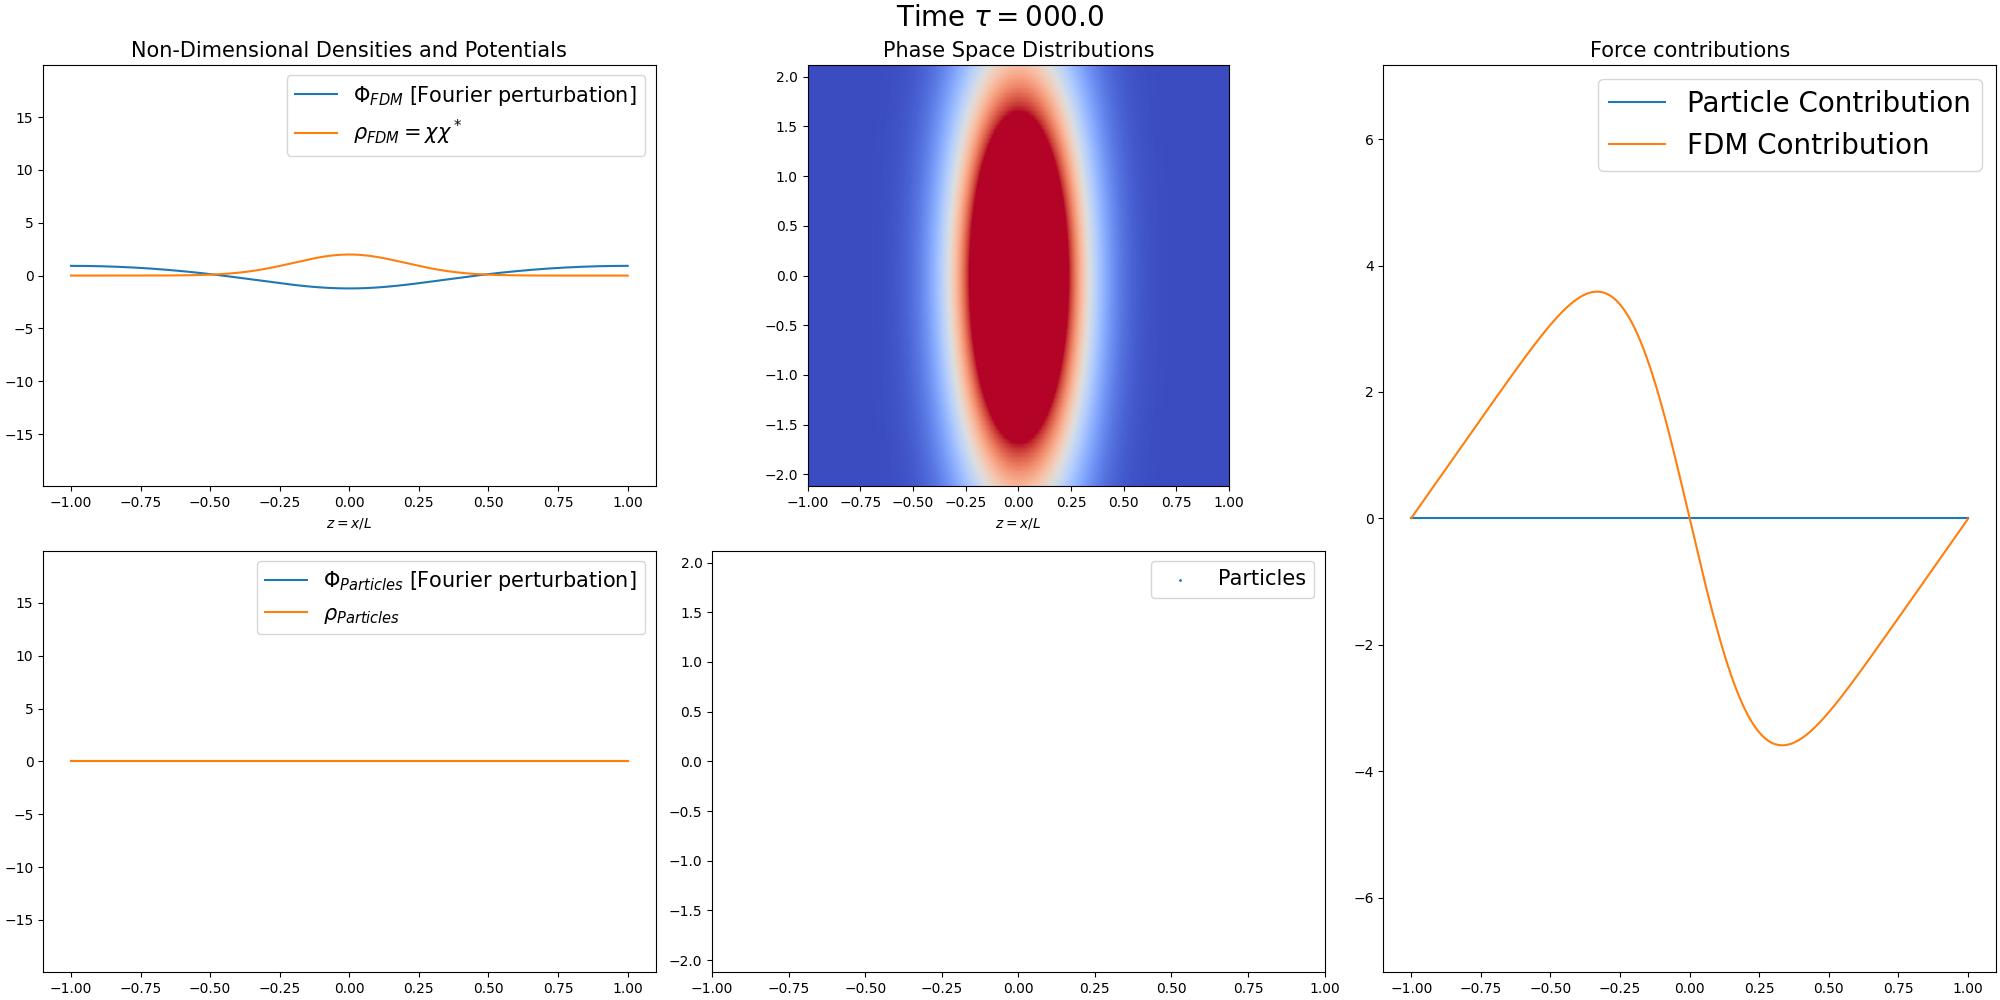 Time τ = 000.0
Non-Dimensional Densities and Potentials
Φ_FDM [Fourier perturbation]
ρ_FDM = χχ*
15
10
5
0
−5
−10
−15
−1.00 −0.75 −0.50 −0.25 0.00 0.25 0.50 0.75 1.00
z = x/L
Phase Space Distributions
2.0
1.5
1.0
0.5
0.0
−0.5
−1.0
−1.5
−2.0
−1.00 −0.75 −0.50 −0.25 0.00 0.25 0.50 0.75 1.00
z = x/L
Force contributions
Particle Contribution
FDM Contribution
6
4
2
0
−2
−4
−6
−1.00 −0.75 −0.50 −0.25 0.00 0.25 0.50 0.75 1.00
Φ_Particles [Fourier perturbation]
ρ_Particles
15
10
5
0
−5
−10
−15
−1.00 −0.75 −0.50 −0.25 0.00 0.25 0.50 0.75 1.00
Particles
2.0
1.5
1.0
0.5
0.0
−0.5
−1.0
−1.5
−2.0
−1.00 −0.75 −0.50 −0.25 0.00 0.25 0.50 0.75 1.00